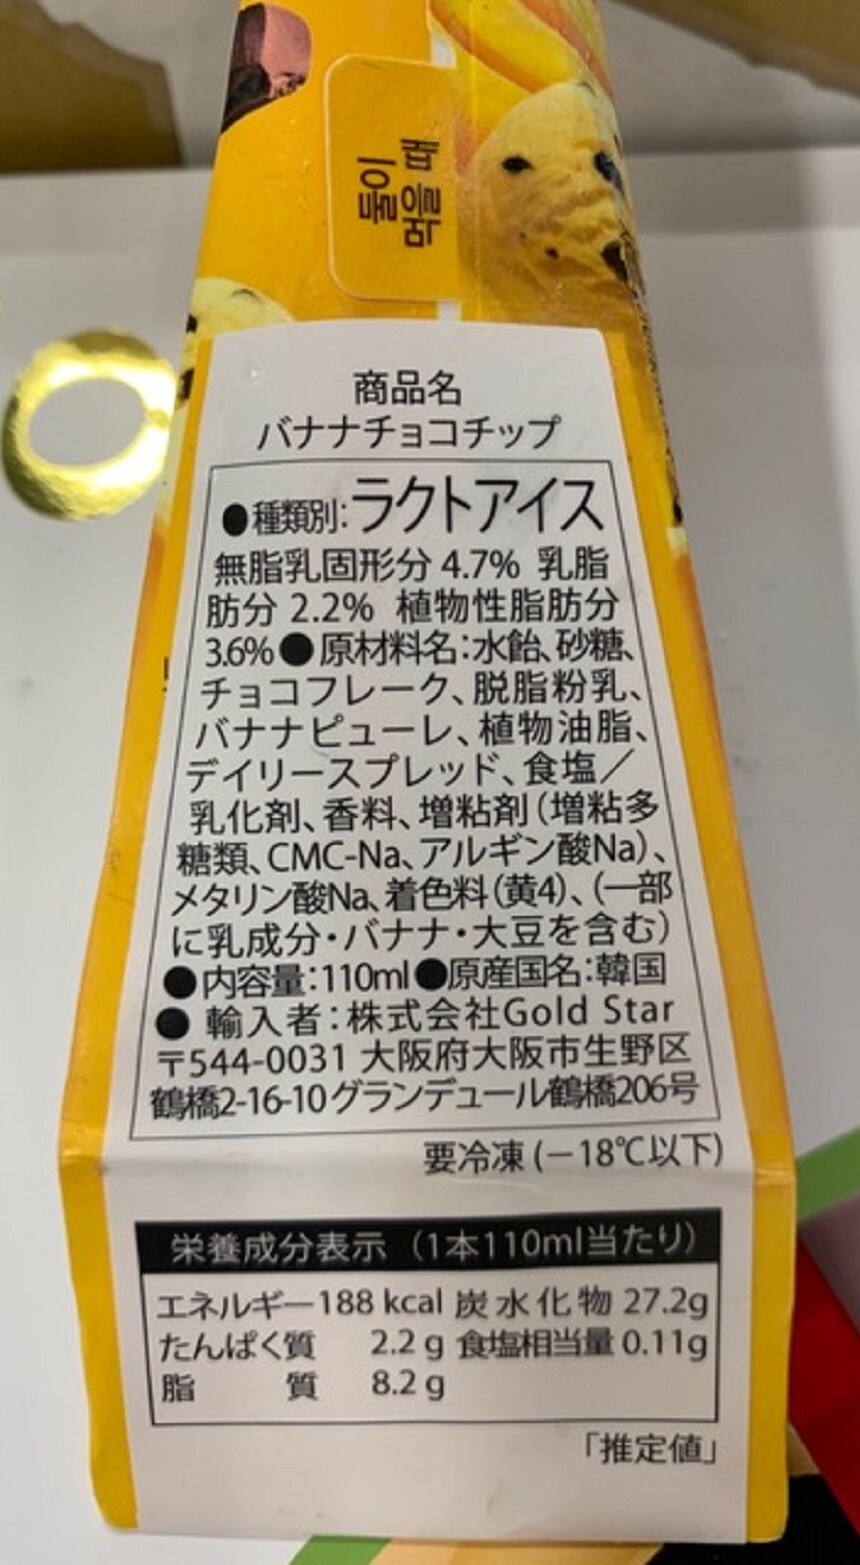 둘이
먹을랩
商品名
バナナチョコチップ
●種類別:ラクトアイス
無脂乳固形分 4.7% 乳脂
肪分 2.2% 植物性脂肪分
3.6%●原材料名:水飴、砂糖、
チョコフレーク、脱脂粉乳、
バナナピューレ、植物油脂、
デイリースプレッド、食塩/
乳化剤、香料、増粘剤(増粘多
糖類、CMC-Na、アルギン酸Na)、
メタリン酸Na、着色料(黄4)、(一部
に乳成分・バナナ・大豆を含む)
●内容量:110ml●原産国名:韓国
● 輸入者:株式会社Gold Star
〒544-0031 大阪府大阪市生野区
鶴橋2-16-10グランデュール鶴橋206号
要冷凍 (-18℃以下)
栄養成分表示 (1本110ml当たり)
エネルギー188 kcal 炭水化物 27.2g
たんぱく質 2.2 g 食塩相当量 0.11g
脂 質 8.2 g
「推定値」